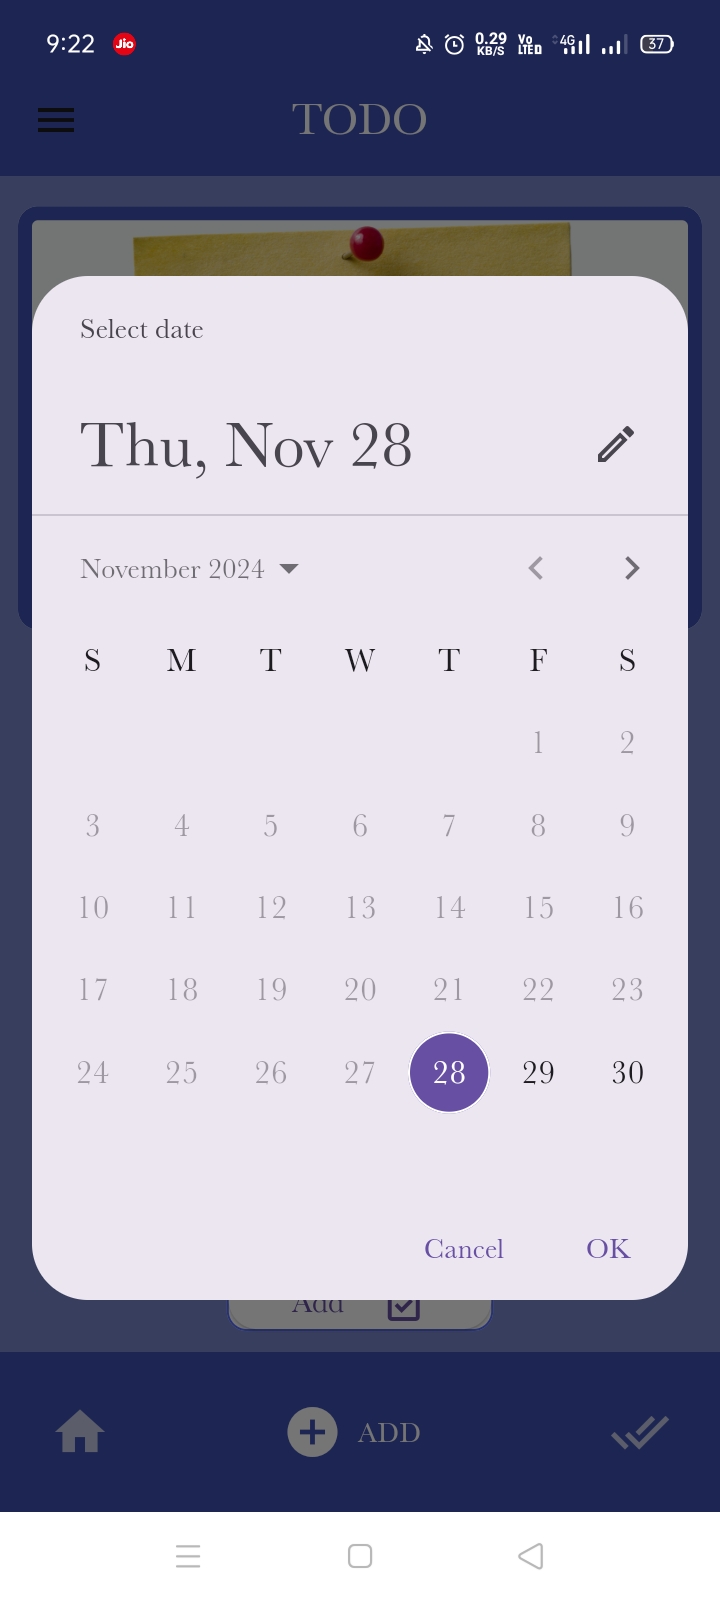 9:22 Jio 0.29 KB/S Vo LTE 4G 37
TODO
Select date
Thu, Nov 28
November 2024
S M T W T F S
1 2
3 4 5 6 7 8 9
10 11 12 13 14 15 16
17 18 19 20 21 22 23
24 25 26 27 28 29 30
Cancel OK
Add
ADD